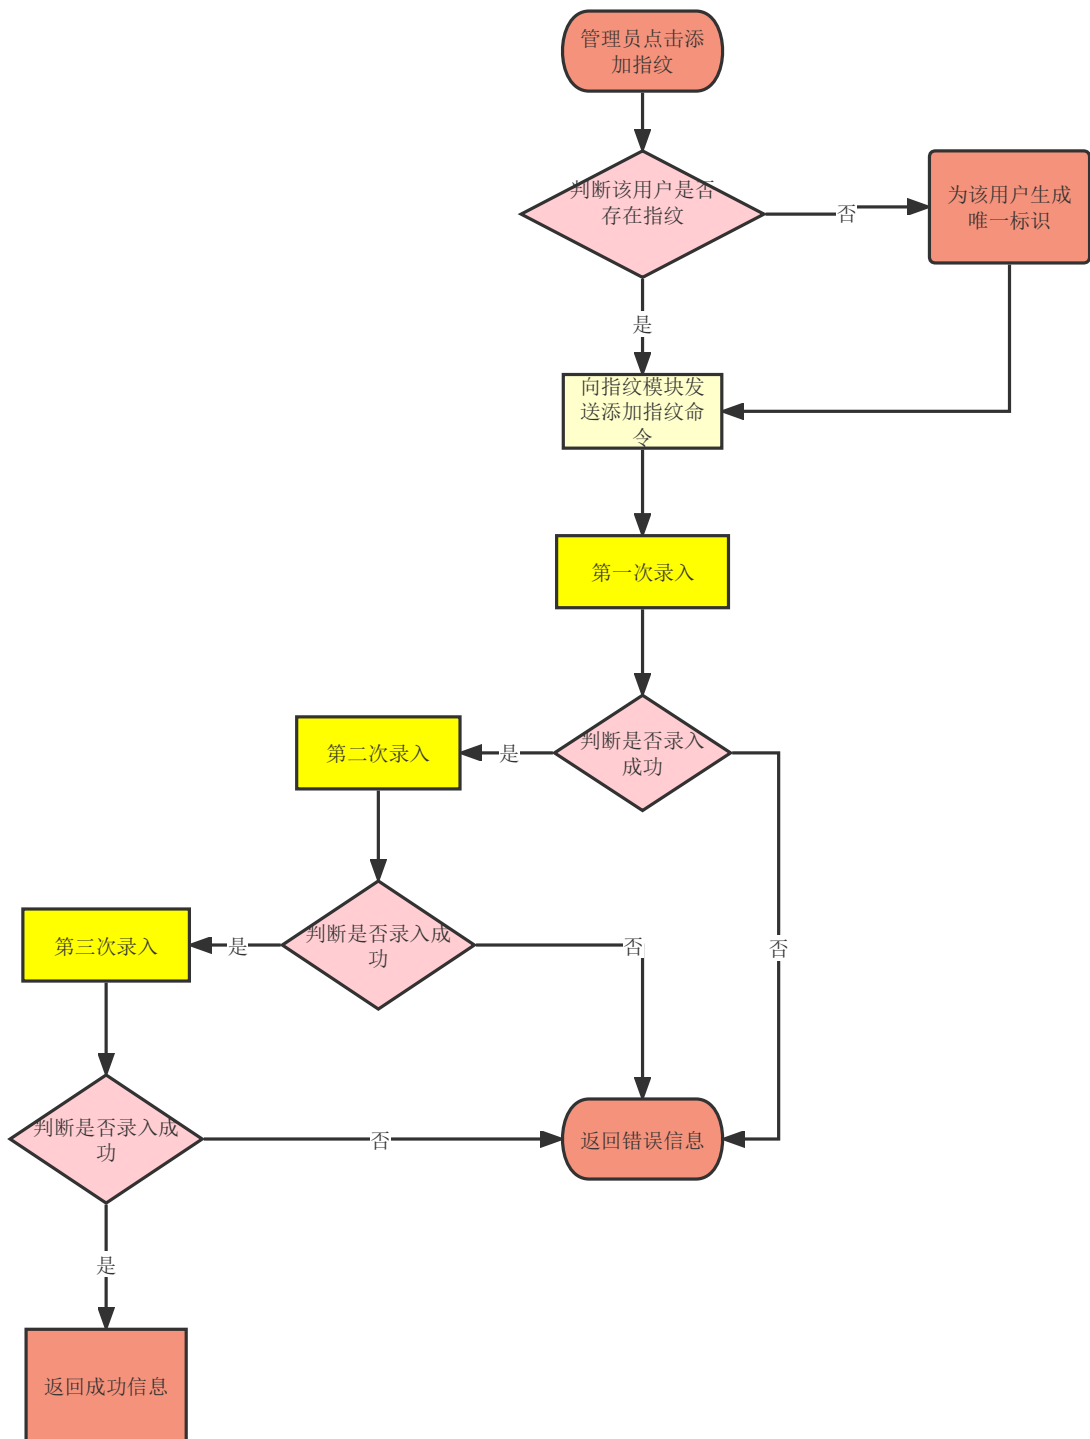 管理员点击添
加指纹
判断该用户是否
存在指纹
否
为该用户生成
唯一标识
是
向指纹模块发
送添加指纹命
令
第一次录入
判断是否录入
成功
是
第二次录入
否
判断是否录入成
功
是
第三次录入
否
判断是否录入成
功
否
返回错误信息
是
返回成功信息